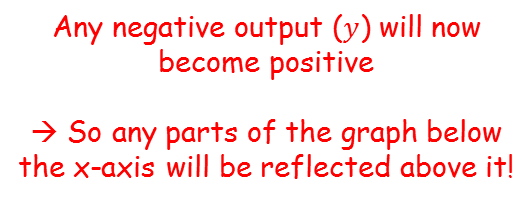 Any negative output (y) will now
become positive
→ So any parts of the graph below
the x-axis will be reflected above it!